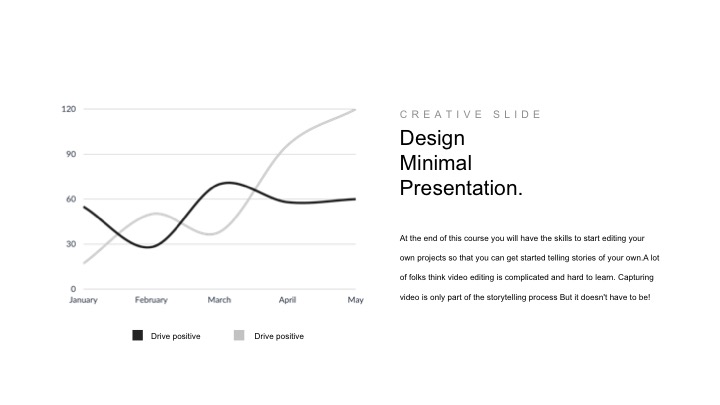 120
90
60
30
0
January February March April May
Drive positive Drive positive
CREATIVE SLIDE
Design
Minimal
Presentation.
At the end of this course you will have the skills to start editing your
own projects so that you can get started telling stories of your own.A lot
of folks think video editing is complicated and hard to learn. Capturing
video is only part of the storytelling process But it doesn't have to be!